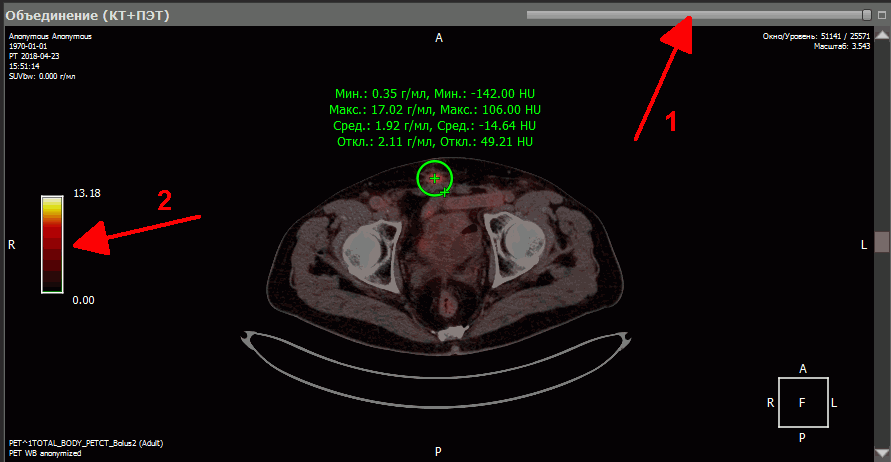 Объединение (КТ+ПЭТ)
Anonymous Anonymous
1970-01-01
PT 2018-04-23
15:51:14
SUVbw: 0.000 г/мл
A
Окно/Уровень: 51141 / 25571
Масштаб: 3.543
1
Мин.: 0.35 г/мл, Мин.: -142.00 HU
Макс.: 17.02 г/мл, Макс.: 106.00 HU
Сред.: 1.92 г/мл, Сред.: -14.64 HU
Откл.: 2.11 г/мл, Откл.: 49.21 HU
13.18
2
R
L
0.00
A
R F L
P
PET^1TOTAL_BODY_PETCT_Bolus2 (Adult)
PET WB anonymized
P